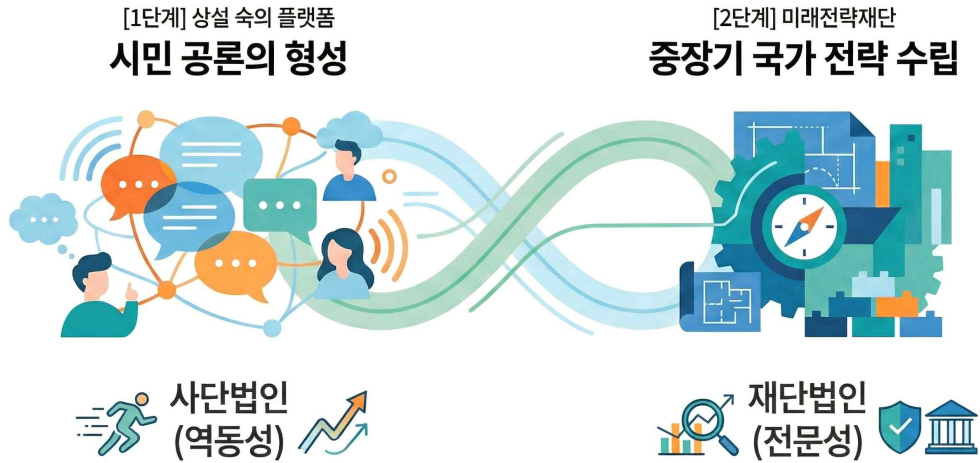 [1단계] 상설 숙의 플랫폼
시민 공론의 형성
[2단계] 미래전략재단
중장기 국가 전략 수립
사단법인
(역동성)
재단법인
(전문성)